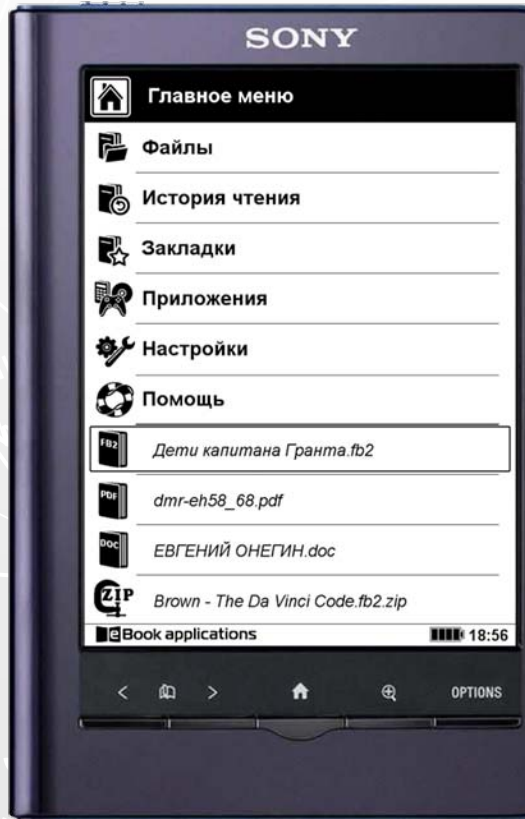 SONY
Главное меню
Файлы
История чтения
Закладки
Приложения
Настройки
Помощь
FB2 Дети капитана Гранта.fb2
PDF dmr-eh58_68.pdf
DOC ЕВГЕНИЙ ОНЕГИН.doc
ZIP Brown - The Da Vinci Code.fb2.zip
eBook applications 18:56
OPTIONS